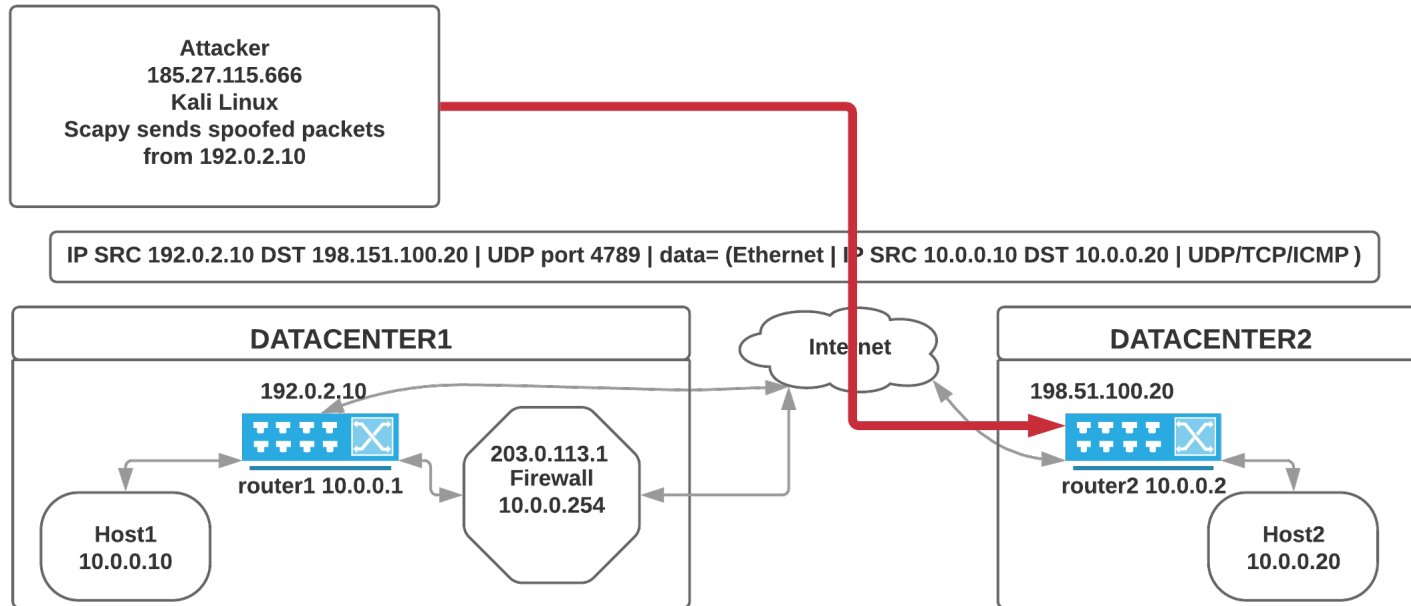 Attacker
185.27.115.666
Kali Linux
Scapy sends spoofed packets
from 192.0.2.10
IP SRC 192.0.2.10 DST 198.151.100.20 | UDP port 4789 | data= (Ethernet | IP SRC 10.0.0.10 DST 10.0.0.20 | UDP/TCP/ICMP )
DATACENTER1
Internet
DATACENTER2
192.0.2.10
198.51.100.20
203.0.113.1
Firewall
10.0.0.254
router1 10.0.0.1
router2 10.0.0.2
Host1
10.0.0.10
Host2
10.0.0.20